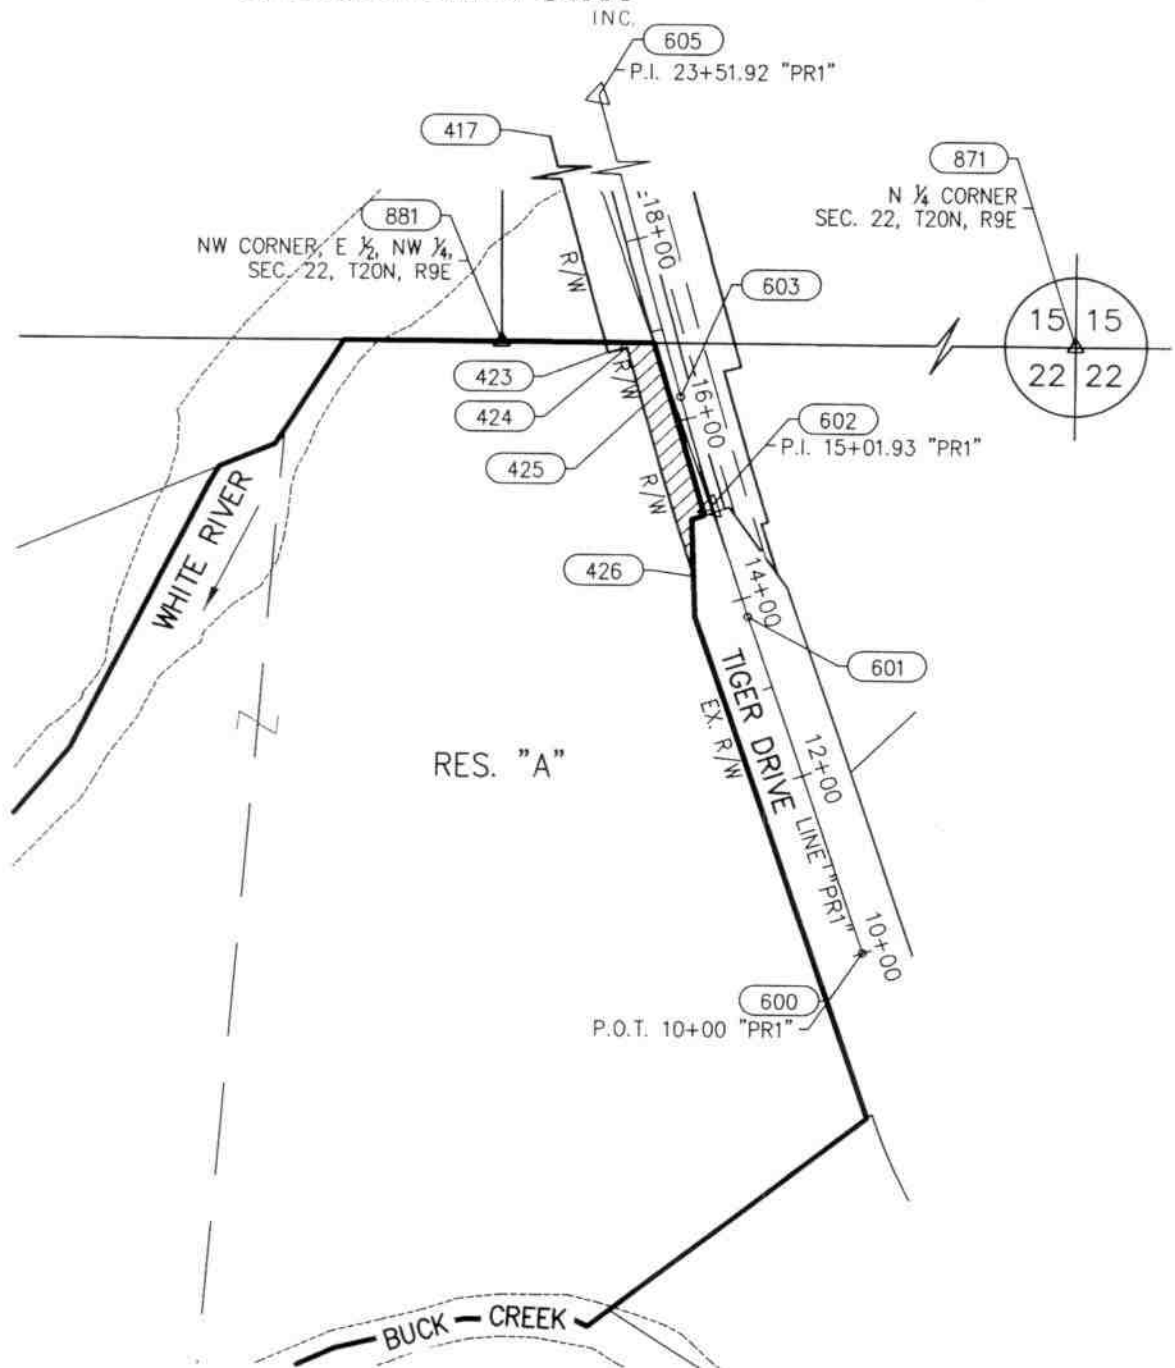 INC.
605
P.I. 23+51.92 "PR1"
417
871
N ¼ CORNER
SEC. 22, T20N, R9E
881
NW CORNER, E ½, NW ¼,
SEC. 22, T20N, R9E
R/W
18+00
603
15 15
22 22
423
R/W
424
16+00
602
P.I. 15+01.93 "PR1"
425
R/W
WHITE RIVER
426
14+00
601
TIGER DRIVE
EX. R/W
RES. "A"
12+00
LINE "PR1"
10+00
600
P.O.T. 10+00 "PR1"
BUCK CREEK